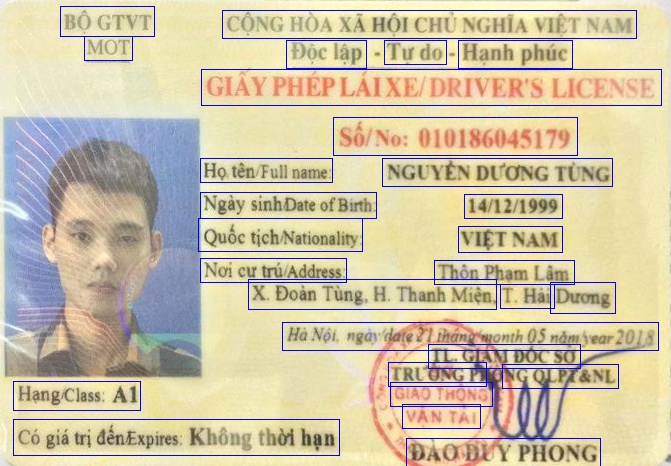 BỘ GTVT
MOT
CỘNG HÒA XÃ HỘI CHỦ NGHĨA VIỆT NAM
Độc lập - Tự do - Hạnh phúc
GIẤY PHÉP LÁI XE/ DRIVER'S LICENSE
Số/No: 010186045179
Họ tên/Full name: NGUYỄN DƯƠNG TÙNG
Ngày sinh/Date of Birth: 14/12/1999
Quốc tịch/Nationality: VIỆT NAM
Nơi cư trú/Address: Thôn Phạm Lâm
X. Đoàn Tùng, H. Thanh Miện, T. Hải Dương
Hà Nội, ngày/date 21 tháng/month 05 năm/year 2018
TL. GIÁM ĐỐC SỞ
TRƯỞNG PHÒNG QLPT&NL
GIAO THÔNG
VẬN TẢI
Hạng/Class: A1
Có giá trị đến/Expires: Không thời hạn
ĐÀO DUY PHONG